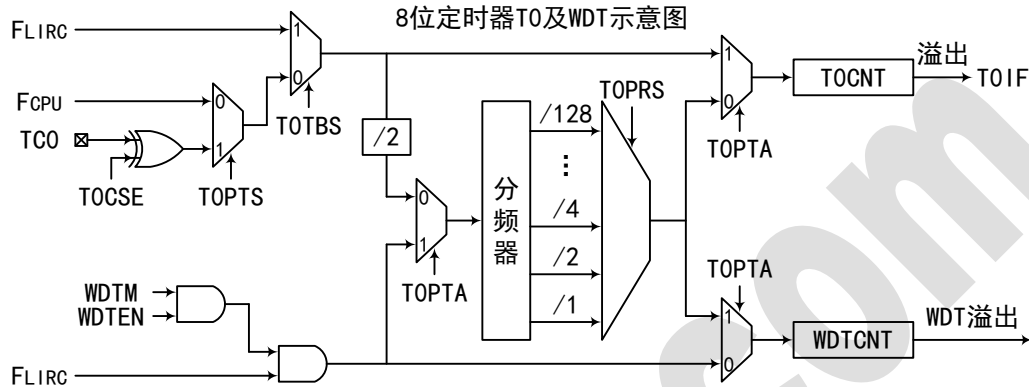 8位定时器T0及WDT示意图
FLIRC
1
0
T0TBS
FCPU
TC0
T0CSE
0
1
T0PTS
/2
0
1
T0PTA
分频器
/128
⋮
/4
/2
/1
T0PRS
1
0
T0PTA
T0CNT
溢出
T0IF
WDTM
WDTEN
FLIRC
T0PTA
1
0
WDTCNT
WDT溢出
com